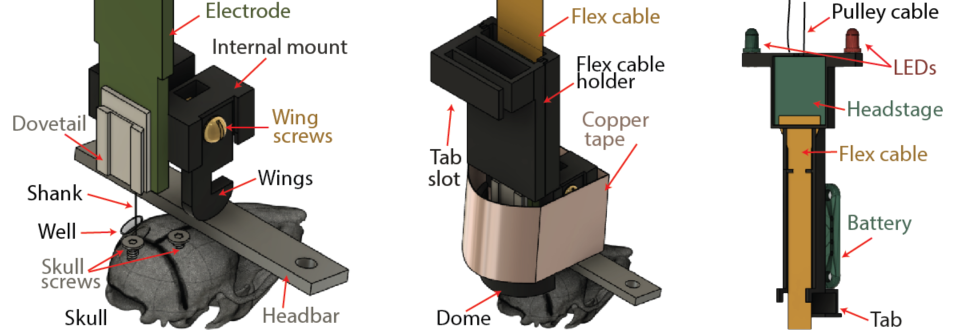 Electrode
Internal mount
Dovetail
Wing
screws
Shank
Wings
Well
Skull
screws
Skull
Headbar
Flex cable
Flex cable
holder
Copper
tape
Tab
slot
Dome
Pulley cable
LEDs
Headstage
Flex cable
Battery
Tab